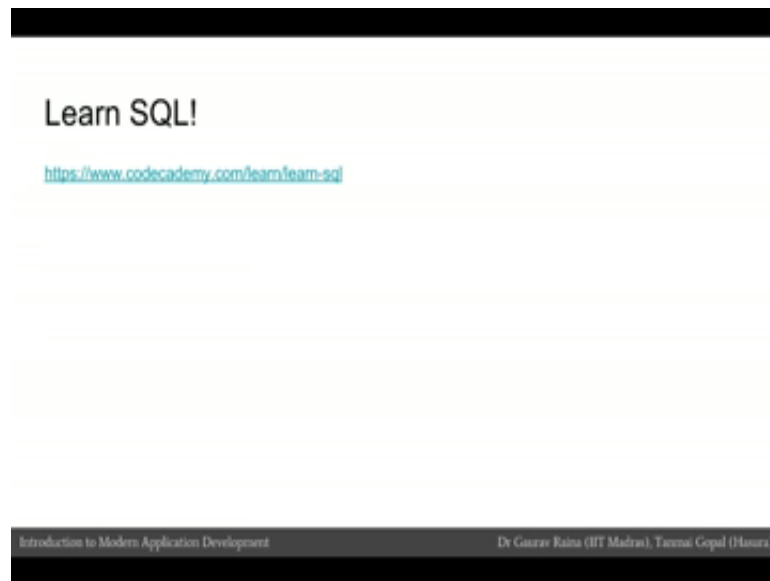 Learn SQL!
https://www.codecademy.com/learn/learn-sql
Introduction to Modern Application Development
Dr Gaurav Raina (IIT Madras), Tanmai Gopal (Hasura